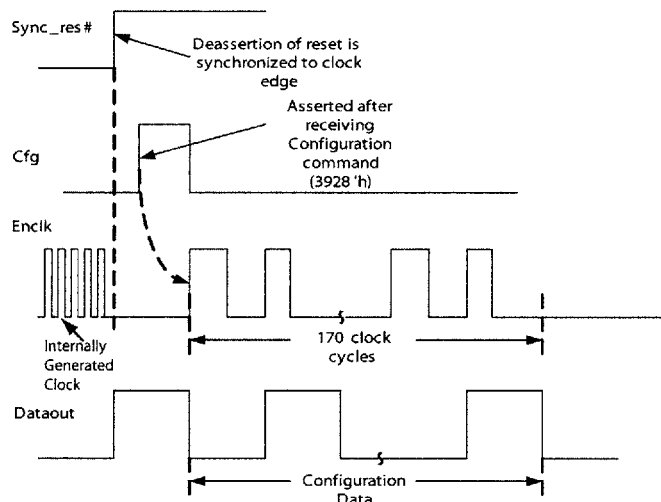 Sync_res#
Deassertion of reset is
synchronized to clock
edge
Asserted after
receiving
Configuration
command
(3928 'h)
Cfg
Enclk
Internally
Generated
Clock
170 clock
cycles
Dataout
Configuration
Data